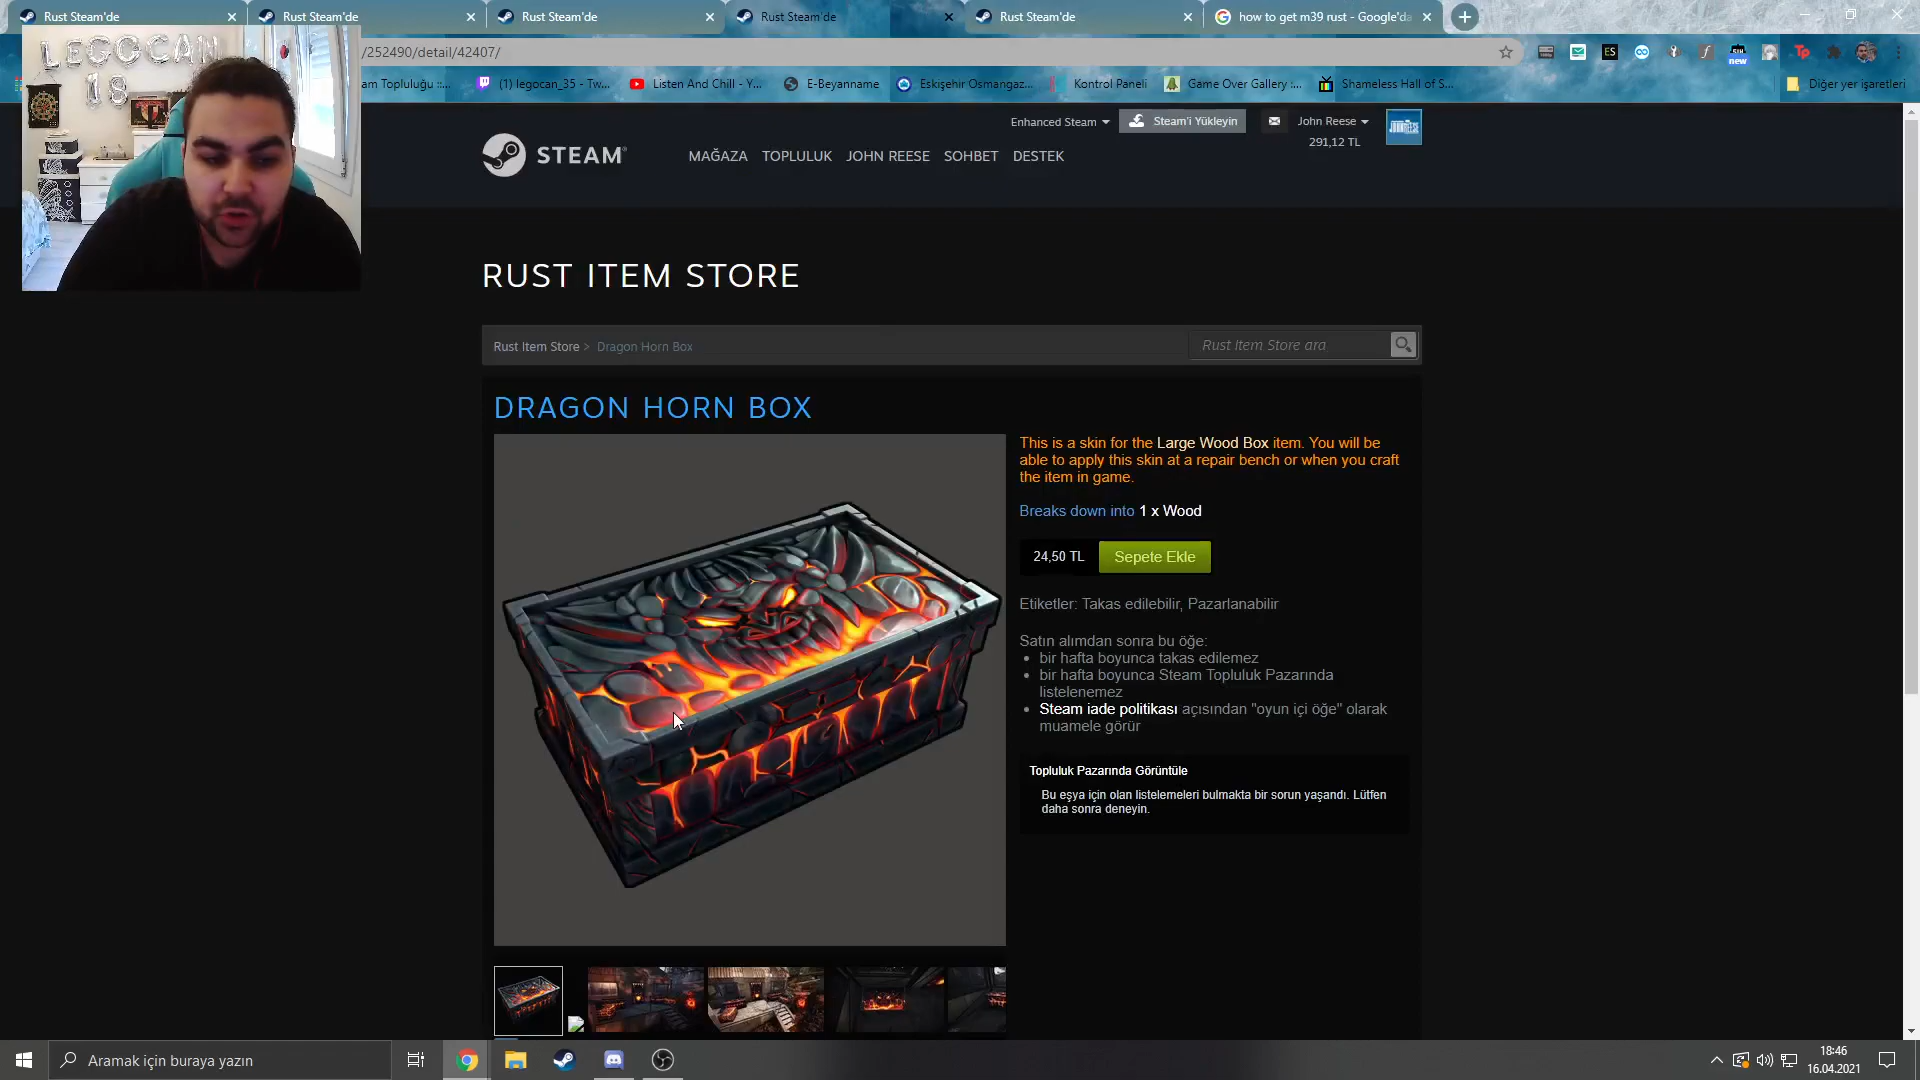 Rust Steam'de
Rust Steam'de
Rust Steam'de
Rust Steam'de
Rust Steam'de
how to get m39 rust - Google'da
LEGOCAN
18
/252490/detail/42407/
new
am Topluluğu ::...
(1) legocan_35 - Tw...
Listen And Chill - Y...
E-Beyanname
Eskişehir Osmangaz...
Kontrol Paneli
Game Over Gallery :...
Shameless Hall of S...
Diğer yer işaretleri
Enhanced Steam
Steam'i Yükleyin
John Reese
291,12 TL
STEAM
MAĞAZA
TOPLULUK
JOHN REESE
SOHBET
DESTEK
RUST ITEM STORE
Rust Item Store > Dragon Horn Box
Rust Item Store ara
DRAGON HORN BOX
This is a skin for the Large Wood Box item. You will be
able to apply this skin at a repair bench or when you craft
the item in game.
Breaks down into 1 x Wood
24,50 TL
Sepete Ekle
Etiketler: Takas edilebilir, Pazarlanabilir
Satın alımdan sonra bu öğe:
bir hafta boyunca takas edilemez
bir hafta boyunca Steam Topluluk Pazarında
listelenemez
Steam iade politikası açısından "oyun içi öğe" olarak
muamele görür
Topluluk Pazarında Görüntüle
Bu eşya için olan listelemeleri bulmakta bir sorun yaşandı. Lütfen
daha sonra deneyin.
Aramak için buraya yazın
18:46
16.04.2021